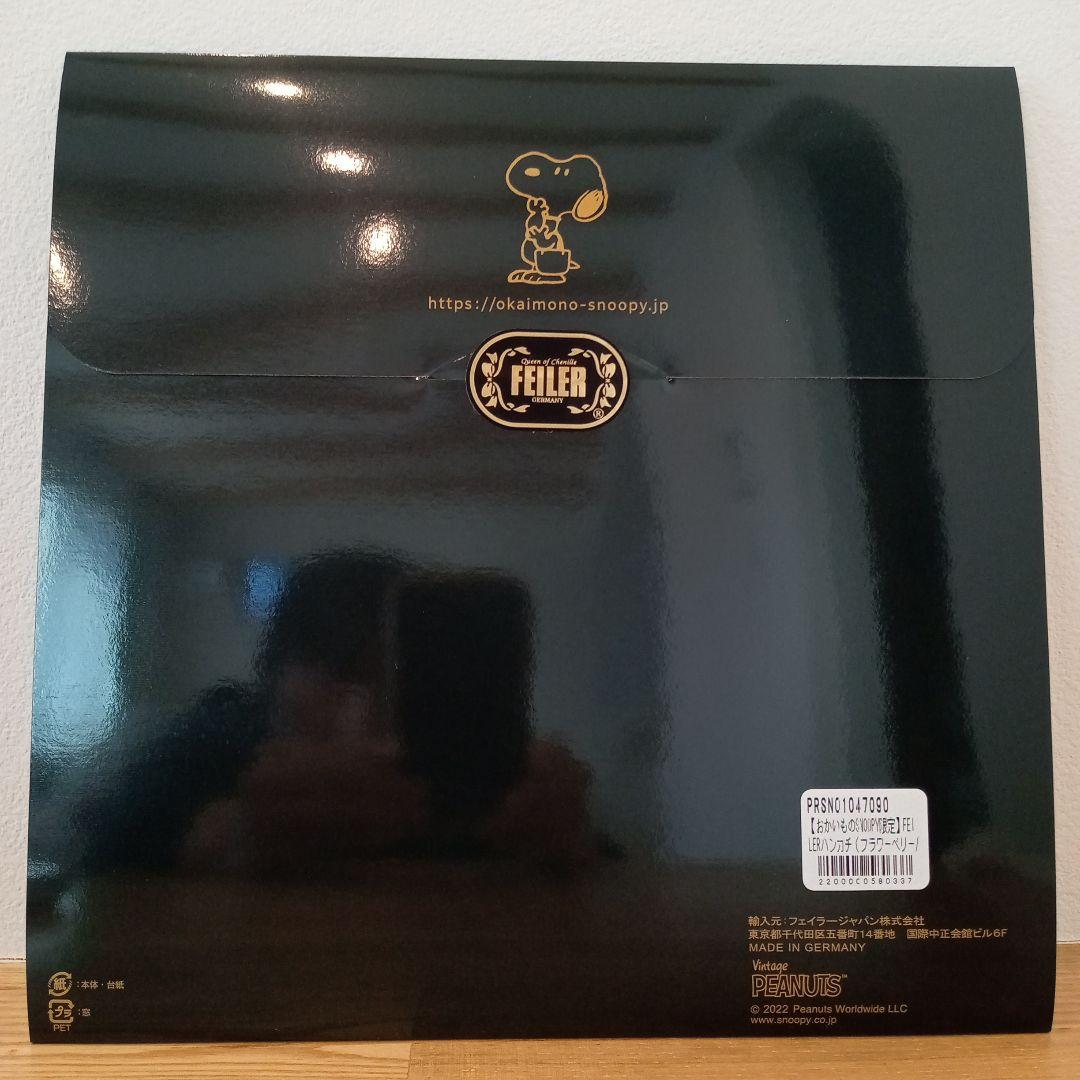 https://okaimono-snoopy.jp
Queen of Chenille
FEILER
GERMANY
®
PRSN01047090
【おかいものSNOOPY限定】FEI
LERハンカチ（フラワーベリー/
2200000580337
輸入元：フェイラージャパン株式会社
東京都千代田区五番町14番地　国際中正会館ビル6F
MADE IN GERMANY
Vintage
PEANUTS™
© 2022 Peanuts Worldwide LLC
www.snoopy.co.jp
紙：本体・台紙
プラ：窓
PET